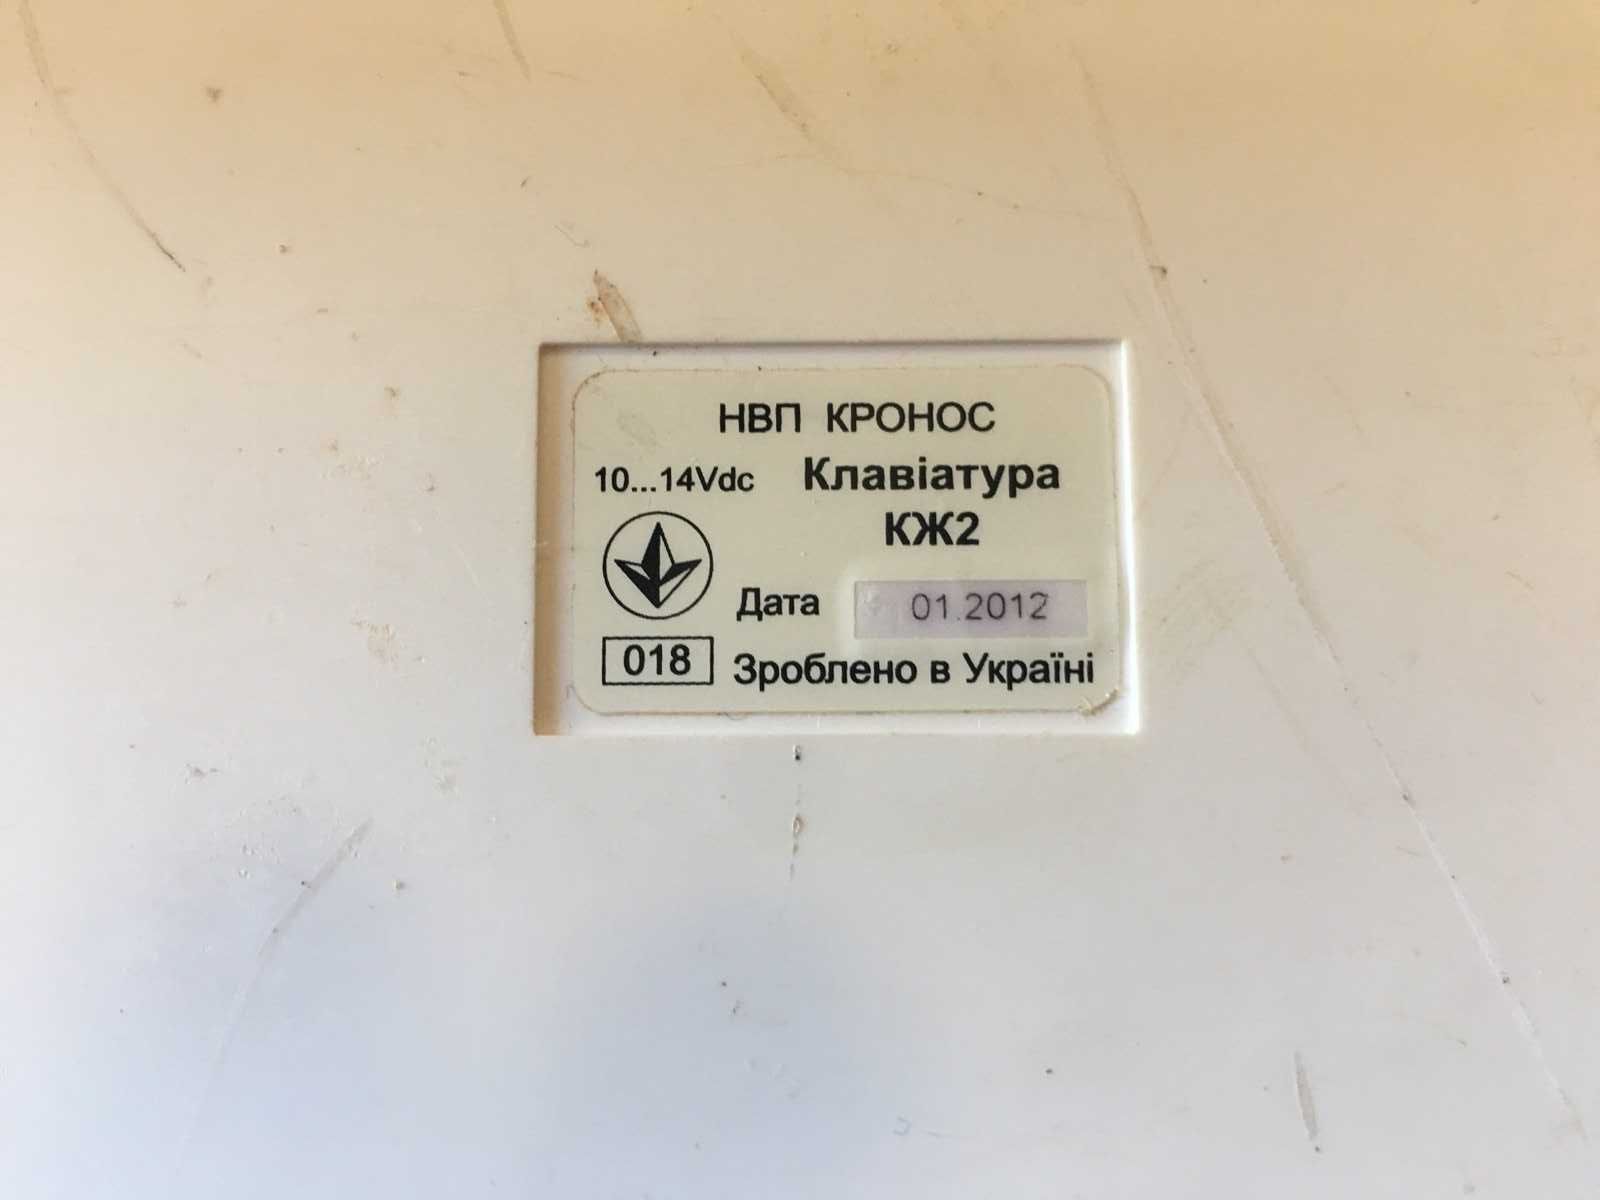 НВП КРОНОС
10...14Vdc Клавіатура
КЖ2
Дата 01.2012
018 Зроблено в Україні